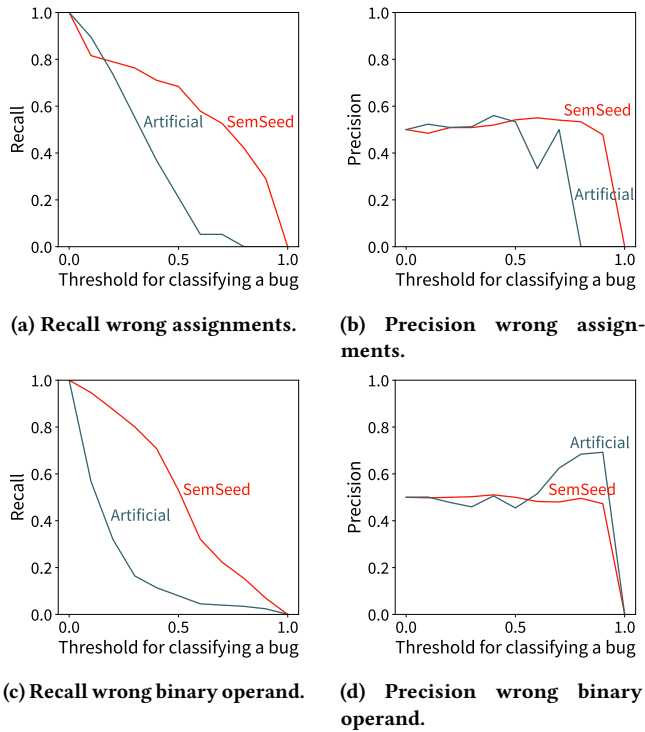 1.0
0.8
0.6
0.4
0.2
0.0
Recall
Artificial
SemSeed
0.0 0.5 1.0
Threshold for classifying a bug
(a) Recall wrong assignments.
1.0
0.8
0.6
0.4
0.2
0.0
Precision
SemSeed
Artificial
0.0 0.5 1.0
Threshold for classifying a bug
(b) Precision wrong assign-
ments.
1.0
0.8
0.6
0.4
0.2
0.0
Recall
SemSeed
Artificial
0.0 0.5 1.0
Threshold for classifying a bug
(c) Recall wrong binary operand.
1.0
0.8
0.6
0.4
0.2
0.0
Precision
Artificial
SemSeed
0.0 0.5 1.0
Threshold for classifying a bug
(d) Precision wrong binary
operand.